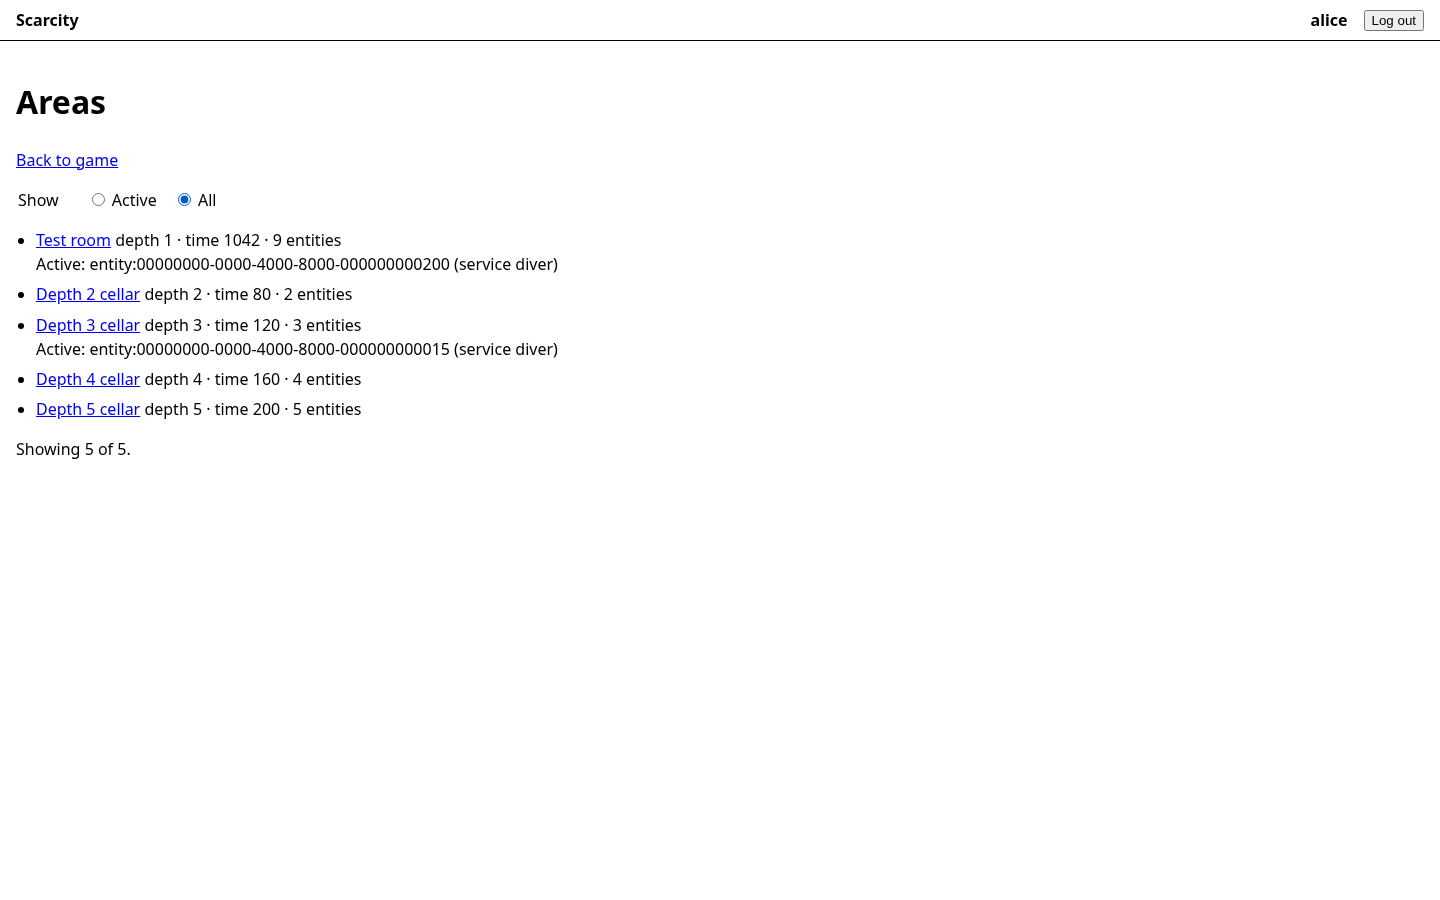 Scarcity
alice
Log out
Areas
Back to game
Show Active All
Test room depth 1 · time 1042 · 9 entities
Active: entity:00000000-0000-4000-8000-000000000200 (service diver)
Depth 2 cellar depth 2 · time 80 · 2 entities
Depth 3 cellar depth 3 · time 120 · 3 entities
Active: entity:00000000-0000-4000-8000-000000000015 (service diver)
Depth 4 cellar depth 4 · time 160 · 4 entities
Depth 5 cellar depth 5 · time 200 · 5 entities
Showing 5 of 5.